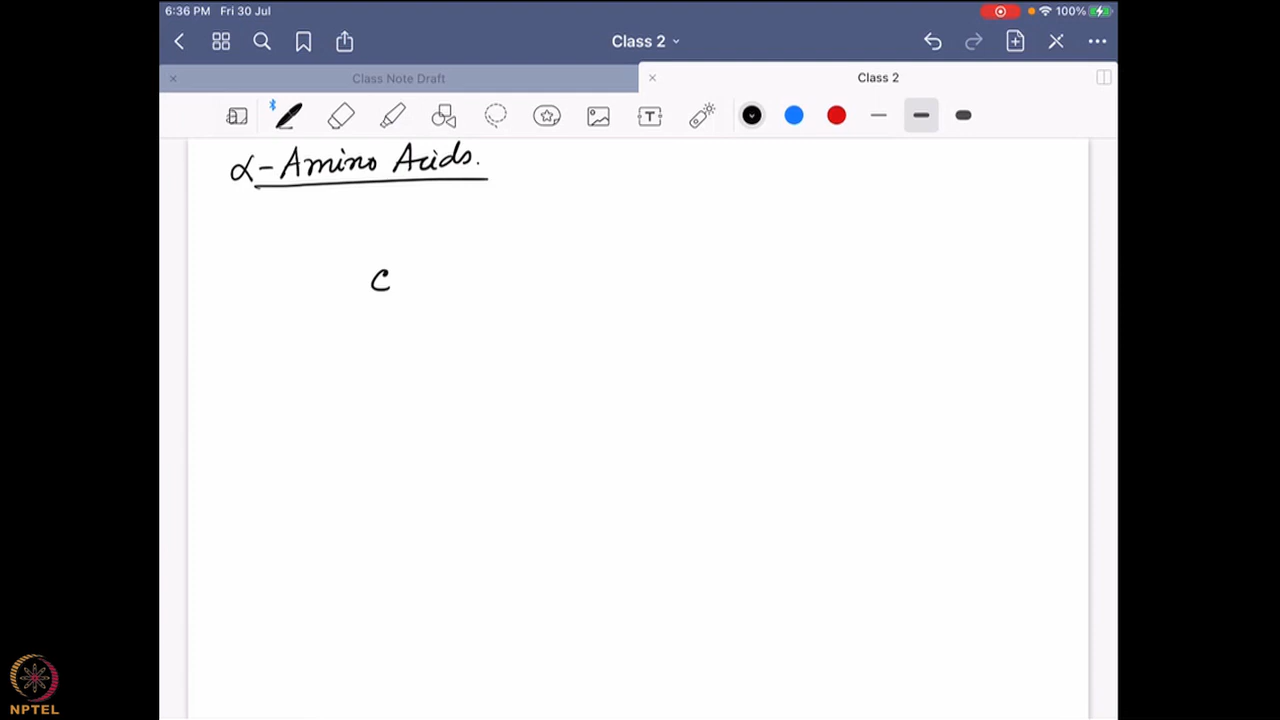 6:36 PM Fri 30 Jul 100%
Class 2
Class Note Draft Class 2
T
α-Amino Acids.
C
NPTEL